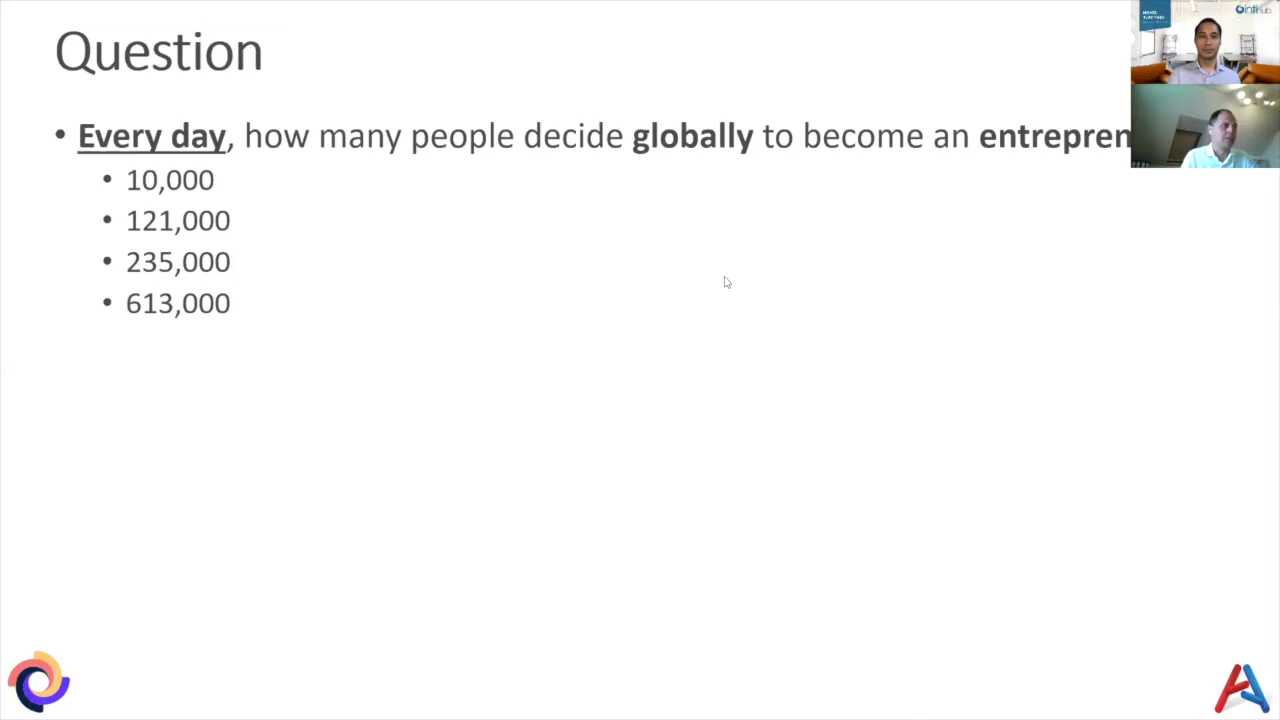 Question
• Every day, how many people decide globally to become an entrepren
• 10,000
• 121,000
• 235,000
• 613,000